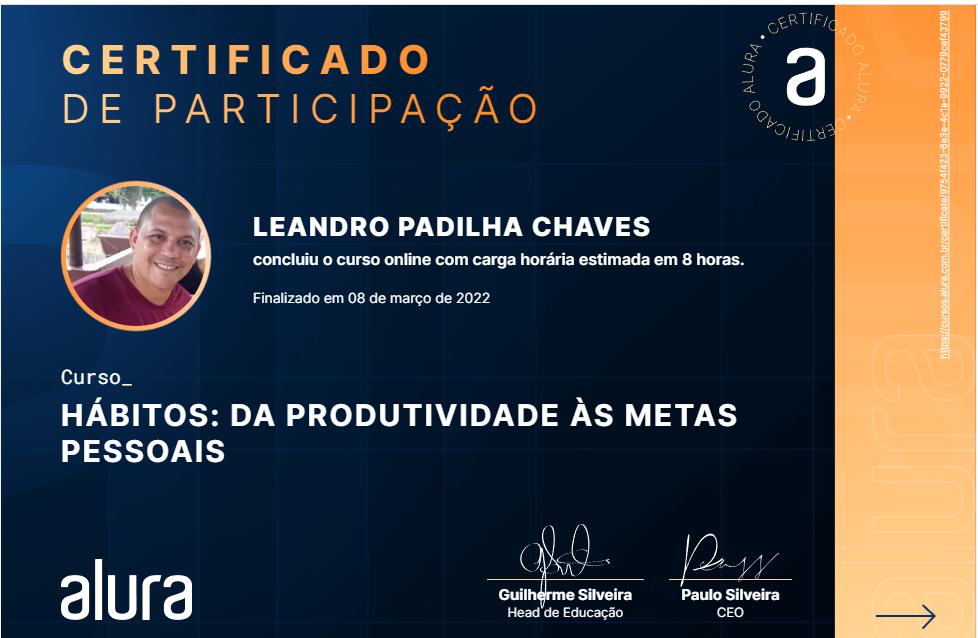 CERTIFICADO
DE PARTICIPAÇÃO
CERTIFICADO ALURA • CERTIFICADO ALURA •
a
LEANDRO PADILHA CHAVES
concluiu o curso online com carga horária estimada em 8 horas.
Finalizado em 08 de março de 2022
Curso_
HÁBITOS: DA PRODUTIVIDADE ÀS METAS
PESSOAIS
alura
Guilherme Silveira
Head de Educação
Paulo Silveira
CEO
alura